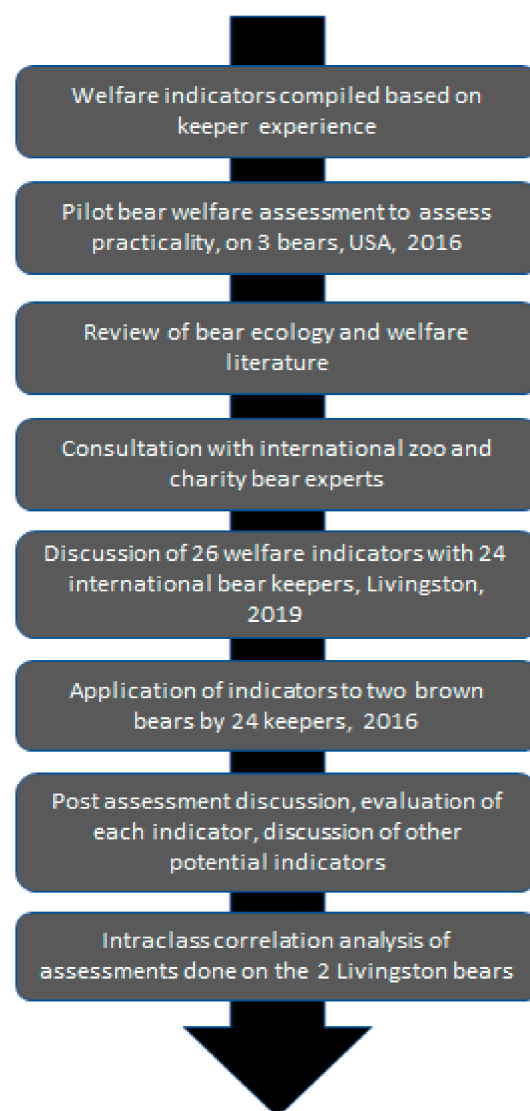 Welfare indicators compiled based on
keeper experience
Pilot bear welfare assessment to assess
practicality, on 3 bears, USA, 2016
Review of bear ecology and welfare
literature
Consultation with international zoo and
charity bear experts
Discussion of 26 welfare indicators with 24
international bear keepers, Livingston,
2019
Application of indicators to two brown
bears by 24 keepers, 2016
Post assessment discussion, evaluation of
each indicator, discussion of other
potential indicators
Intraclass correlation analysis of
assessments done on the 2 Livingston bears